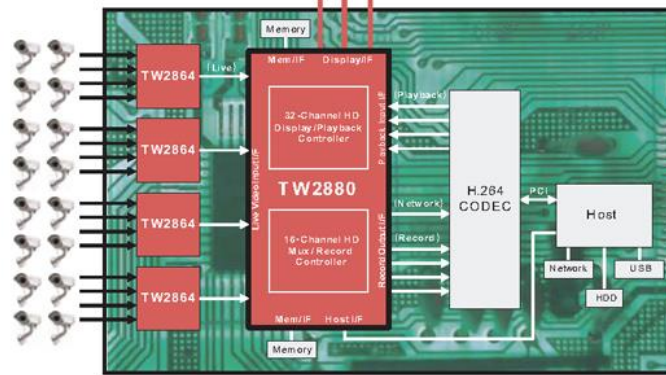 Memory
Mem/IF Display/IF
TW2864
(Live)
TW2864
TW2864
TW2864
Live Video Input I/F
32-Channel HD
Display/Playback
Controller
TW2880
16-Channel HD
Mux/Record
Controller
Mem/IF Host I/F
Memory
Playback Input I/F
Record Output I/F
(Playback)
(Network)
(Record)
H.264
CODEC
PCI
Host
Network
HDD
USB